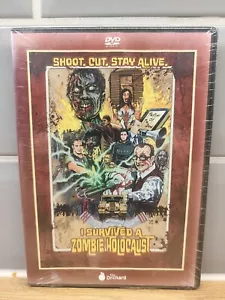 DVD
SHOOT. CUT. STAY ALIVE.
I SURVIVED A
ZOMBIE HOLOCAUST
the Orchard